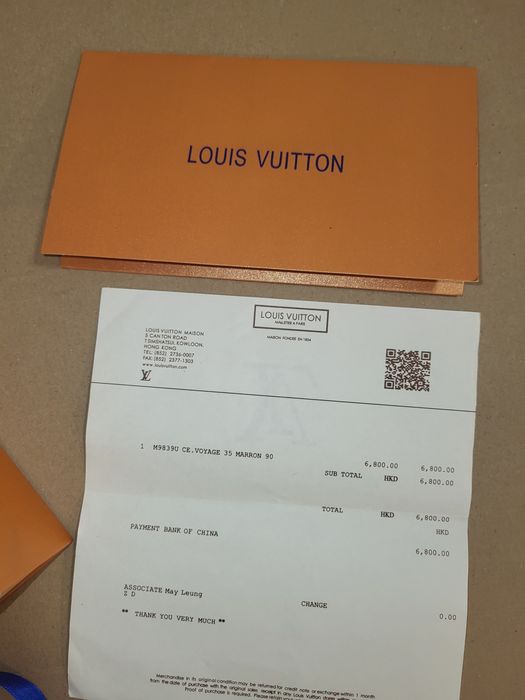 LOUIS VUITTON
LOUIS VUITTON
MALLETIER A PARIS
MAISON FONDEE EN 1854
LOUIS VUITTON MAISON
5 CANTON ROAD
TSIMSHATSUI, KOWLOON,
HONG KONG
TEL: (852) 2736-0007
FAX: (852) 2377-1303
www.louisvuitton.com
LV
1 M9839U CE.VOYAGE 35 MARRON 90 6,800.00 6,800.00
SUB TOTAL HKD 6,800.00
TOTAL HKD 6,800.00
PAYMENT BANK OF CHINA HKD
6,800.00
ASSOCIATE May Leung
Z D
CHANGE 0.00
** THANK YOU VERY MUCH **
Merchandise in its original condition may be returned for credit note or exchange within 1 month
from the date of purchase with the original sales receipt in any Louis Vuitton stores within
Proof of purchase is required. Please retain